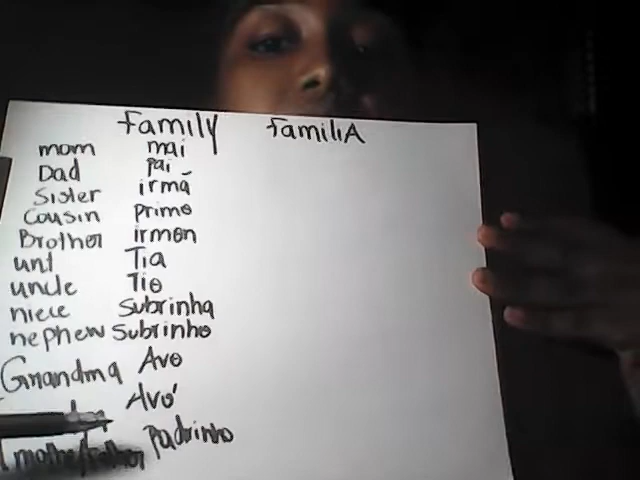 Family familiA
mom mai
Dad pai
Sister irmã
Cousin primo
Brother irmon
unt Tia
uncle Tio
niece Subrinha
nephew Subrinho
Grandma Avo
Avó
Padrinho